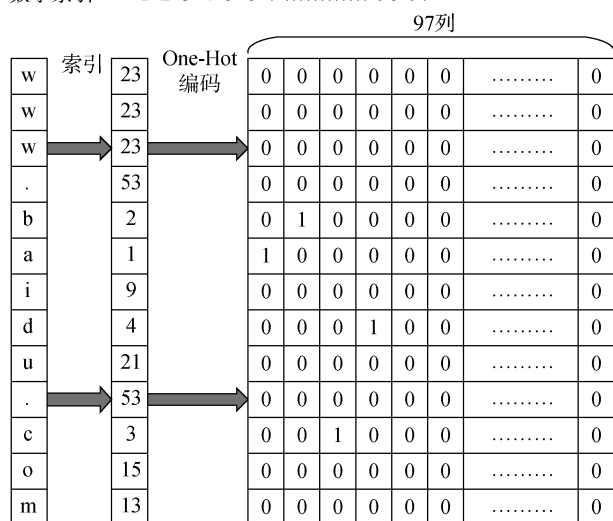 97列
索引 One-Hot
编码
w 23 0 0 0 0 0 0 ......... 0
w 23 0 0 0 0 0 0 ......... 0
w 23 0 0 0 0 0 0 ......... 0
. 53 0 0 0 0 0 0 ......... 0
b 2 0 1 0 0 0 0 ......... 0
a 1 1 0 0 0 0 0 ......... 0
i 9 0 0 0 0 0 0 ......... 0
d 4 0 0 0 1 0 0 ......... 0
u 21 0 0 0 0 0 0 ......... 0
. 53 0 0 0 0 0 0 ......... 0
c 3 0 0 1 0 0 0 ......... 0
o 15 0 0 0 0 0 0 ......... 0
m 13 0 0 0 0 0 0 ......... 0